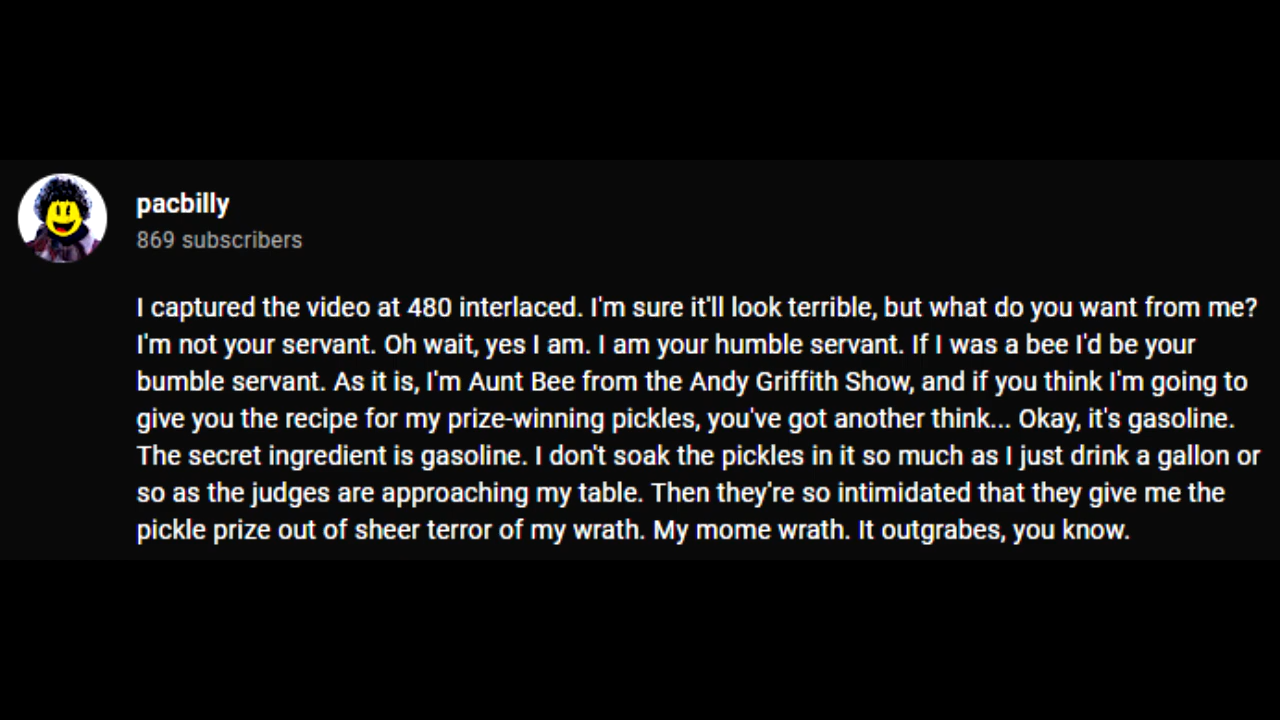 pacbilly
869 subscribers
I captured the video at 480 interlaced. I'm sure it'll look terrible, but what do you want from me?
I'm not your servant. Oh wait, yes I am. I am your humble servant. If I was a bee I'd be your
bumble servant. As it is, I'm Aunt Bee from the Andy Griffith Show, and if you think I'm going to
give you the recipe for my prize-winning pickles, you've got another think... Okay, it's gasoline.
The secret ingredient is gasoline. I don't soak the pickles in it so much as I just drink a gallon or
so as the judges are approaching my table. Then they're so intimidated that they give me the
pickle prize out of sheer terror of my wrath. My mome wrath. It outgrabes, you know.